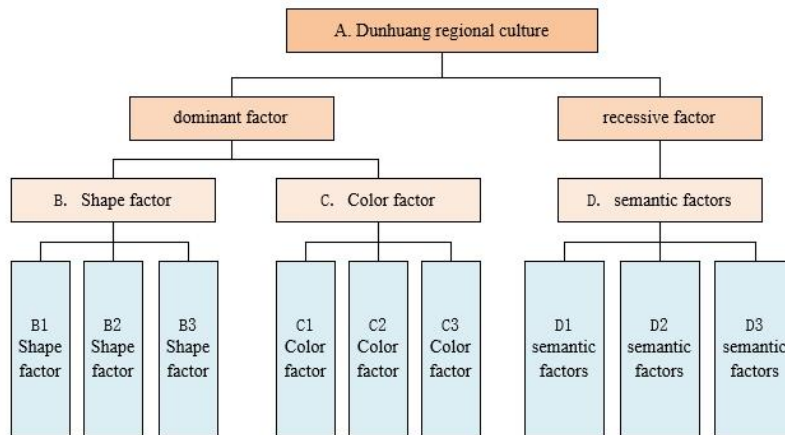 A. Dunhuang regional culture
dominant factor
recessive factor
B. Shape factor
C. Color factor
D. semantic factors
B1
Shape
factor
B2
Shape
factor
B3
Shape
factor
C1
Color
factor
C2
Color
factor
C3
Color
factor
D1
semantic
factors
D2
semantic
factors
D3
semantic
factors